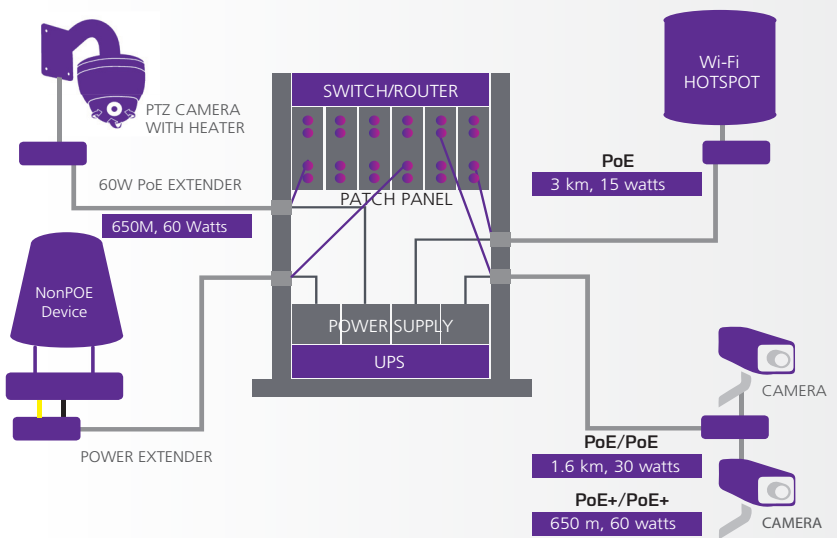 PTZ CAMERA
WITH HEATER
60W PoE EXTENDER
650M, 60 Watts
NonPOE
Device
POWER EXTENDER
SWITCH/ROUTER
PATCH PANEL
POWER SUPPLY
UPS
Wi-Fi
HOTSPOT
PoE
3 km, 15 watts
CAMERA
PoE/PoE
1.6 km, 30 watts
PoE+/PoE+
650 m, 60 watts
CAMERA